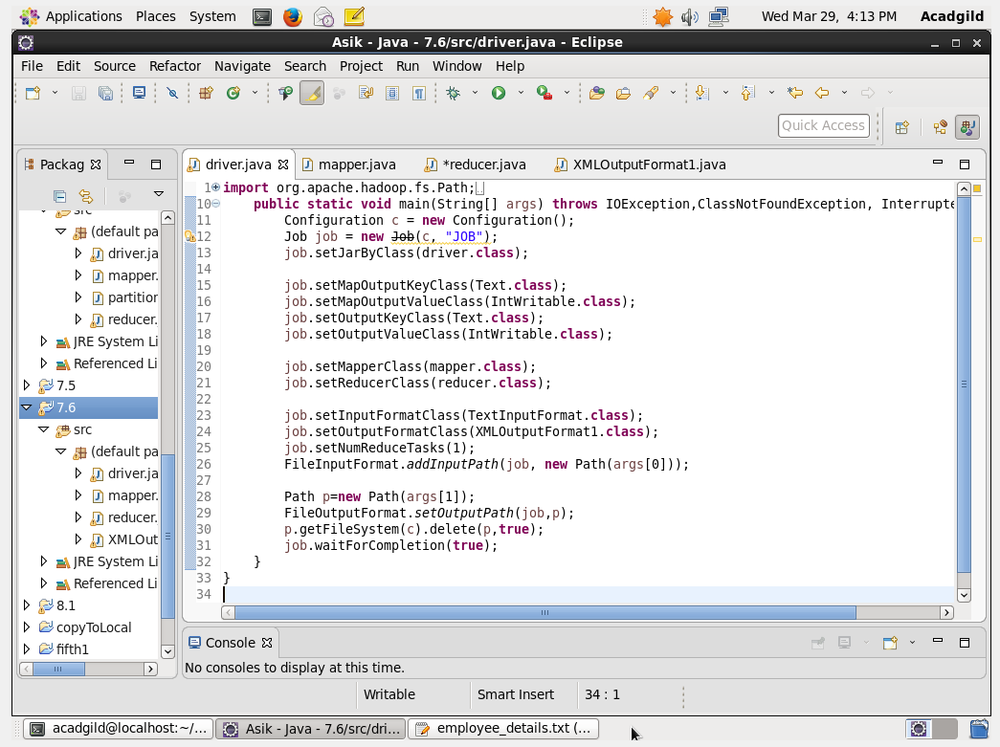 Applications Places System Wed Mar 29, 4:13 PM Acadgild
Asik - Java - 7.6/src/driver.java - Eclipse
File Edit Source Refactor Navigate Search Project Run Window Help
Quick Access
Packag
src
(default pa
driver.ja
mapper.
partition
reducer.
JRE System Li
Referenced Li
7.5
7.6
src
(default pa
driver.ja
mapper.
reducer.
XMLOut
JRE System Li
Referenced Li
8.1
copyToLocal
fifth1
driver.java mapper.java *reducer.java XMLOutputFormat1.java
1 import org.apache.hadoop.fs.Path;
10 public static void main(String[] args) throws IOException,ClassNotFoundException, Interrupte
11 Configuration c = new Configuration();
12 Job job = new Job(c, "JOB");
13 job.setJarByClass(driver.class);
14
15 job.setMapOutputKeyClass(Text.class);
16 job.setMapOutputValueClass(IntWritable.class);
17 job.setOutputKeyClass(Text.class);
18 job.setOutputValueClass(IntWritable.class);
19
20 job.setMapperClass(mapper.class);
21 job.setReducerClass(reducer.class);
22
23 job.setInputFormatClass(TextInputFormat.class);
24 job.setOutputFormatClass(XMLOutputFormat1.class);
25 job.setNumReduceTasks(1);
26 FileInputFormat.addInputPath(job, new Path(args[0]));
27
28 Path p=new Path(args[1]);
29 FileOutputFormat.setOutputPath(job,p);
30 p.getFileSystem(c).delete(p,true);
31 job.waitForCompletion(true);
32 }
33 }
34
Console
No consoles to display at this time.
Writable Smart Insert 34 : 1
acadgild@localhost:~/... Asik - Java - 7.6/src/dri... employee_details.txt (...